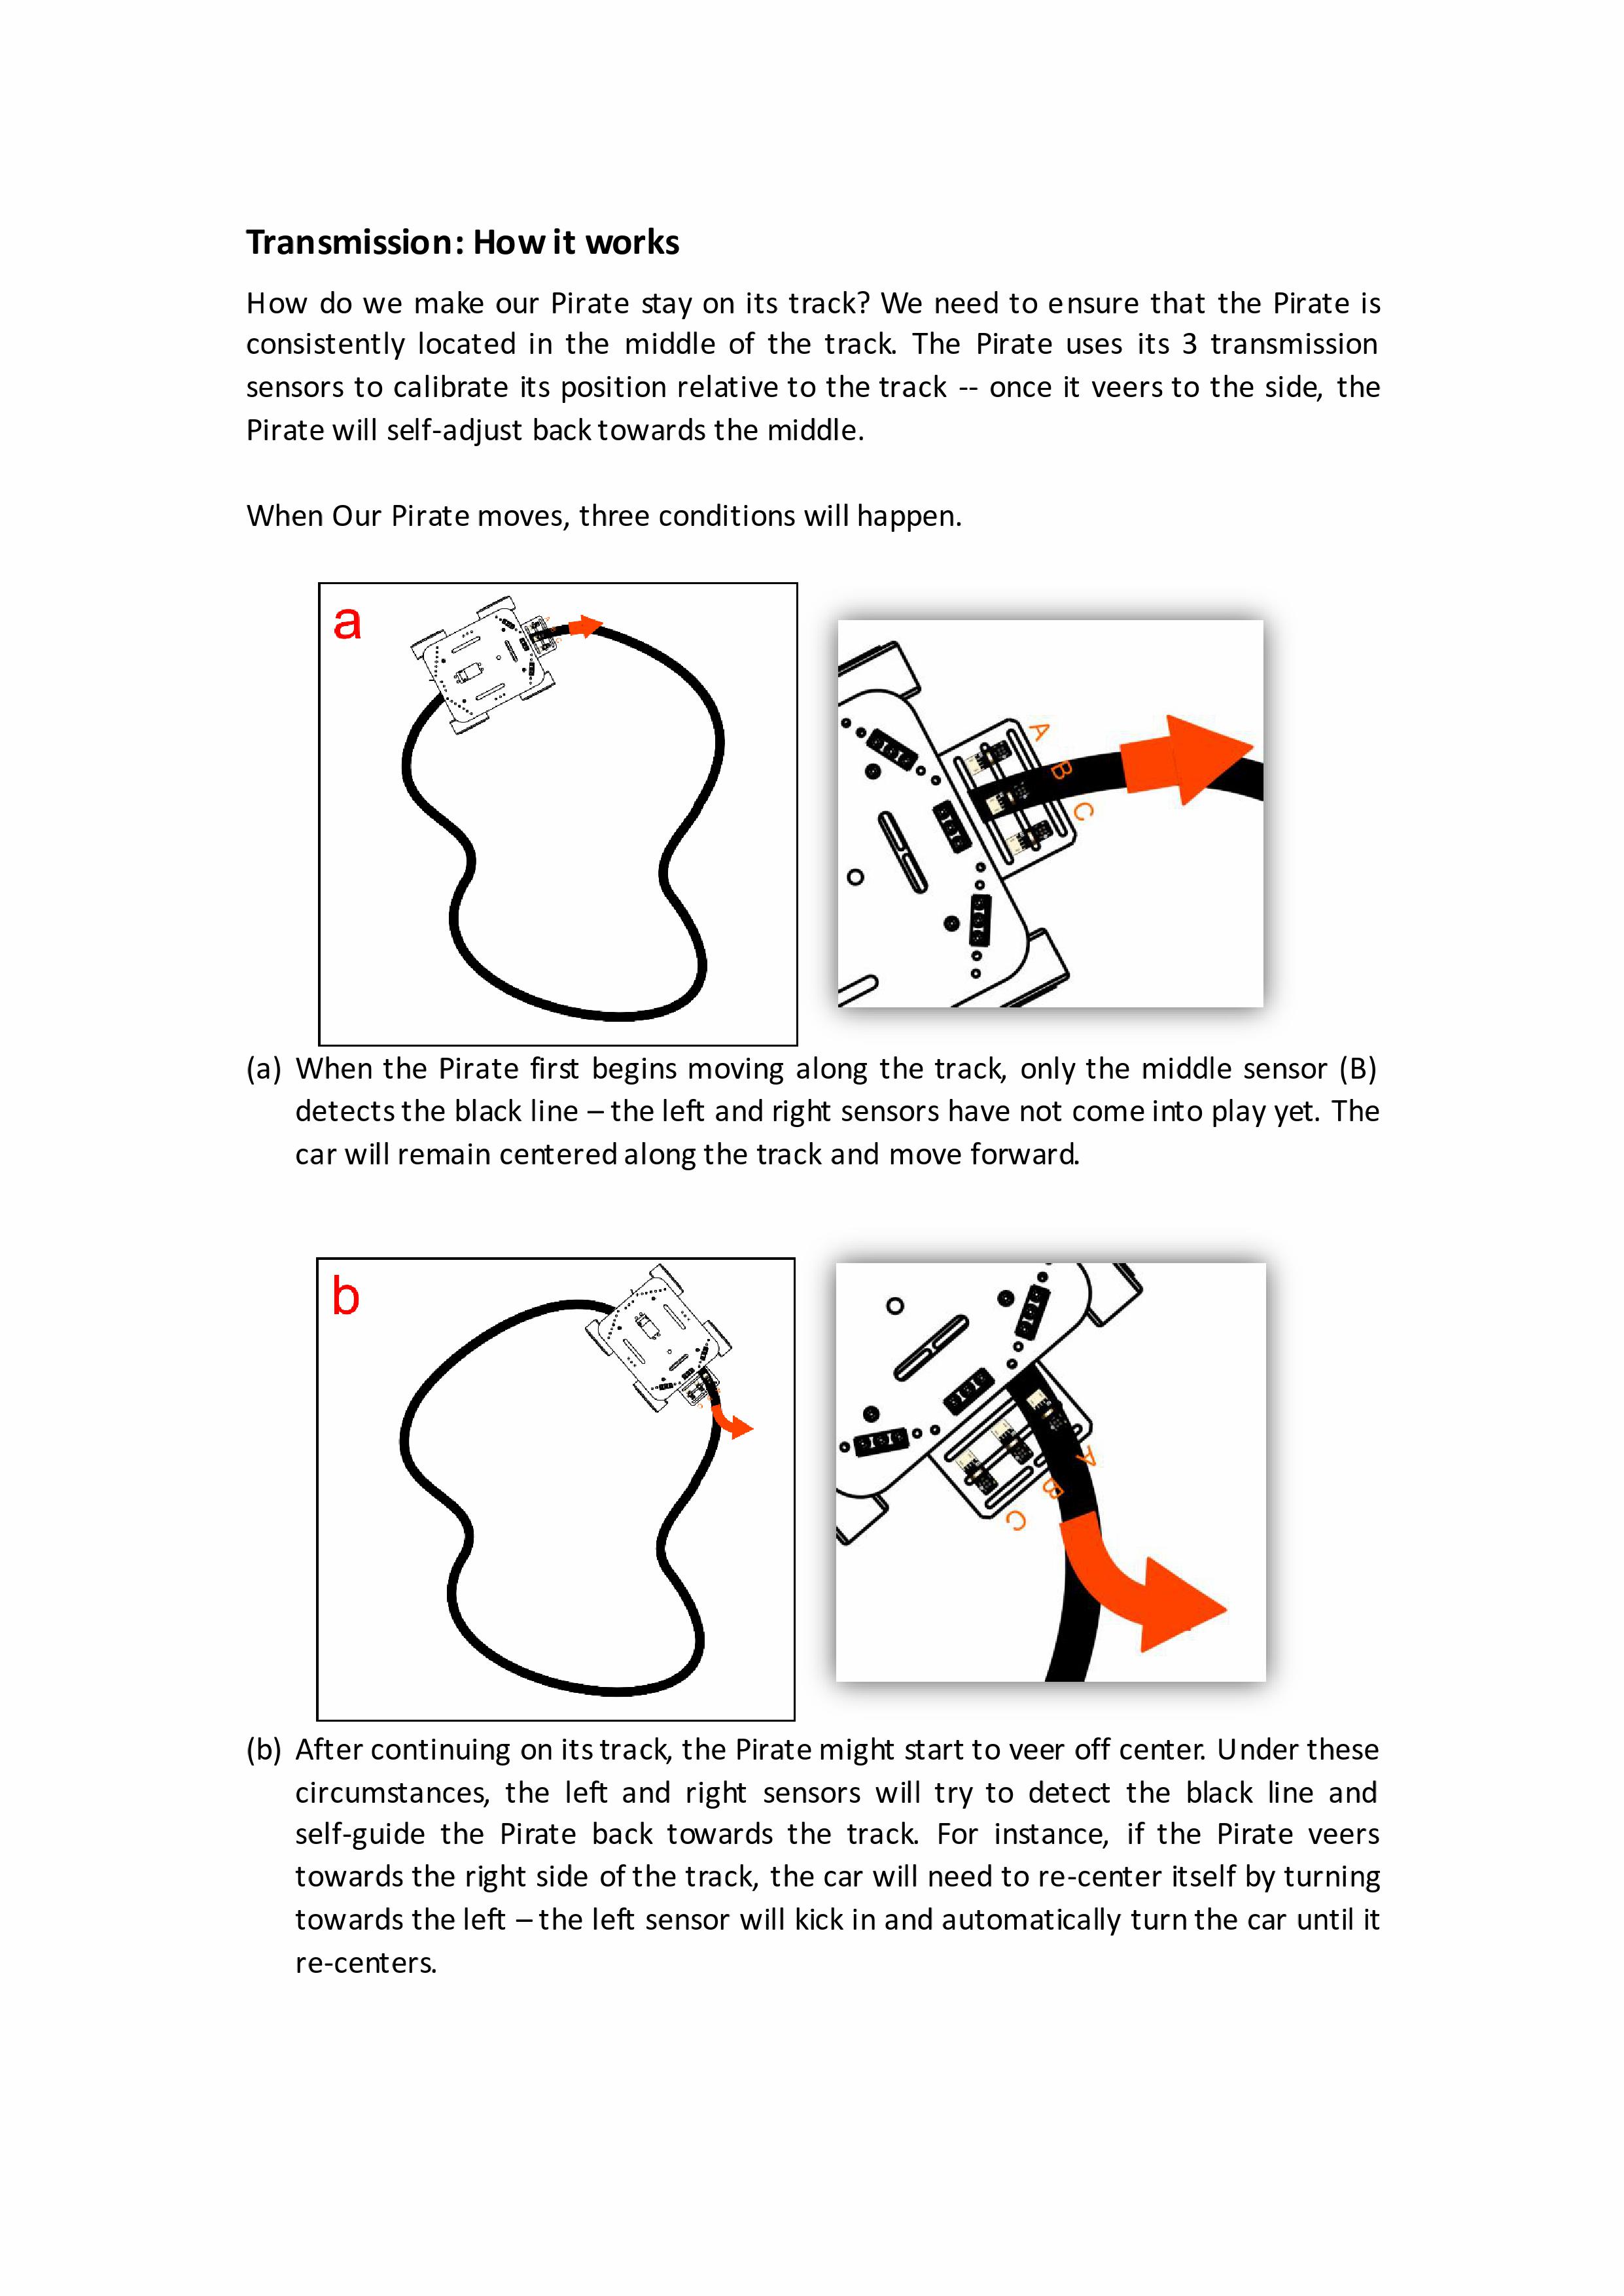 Transmission: How it works
How do we make our Pirate stay on its track? We need to ensure that the Pirate is
consistently located in the middle of the track. The Pirate uses its 3 transmission
sensors to calibrate its position relative to the track -- once it veers to the side, the
Pirate will self-adjust back towards the middle.
When Our Pirate moves, three conditions will happen.
a
A
B
C
(a) When the Pirate first begins moving along the track, only the middle sensor (B)
detects the black line – the left and right sensors have not come into play yet. The
car will remain centered along the track and move forward.
b
A
B
C
(b) After continuing on its track, the Pirate might start to veer off center. Under these
circumstances, the left and right sensors will try to detect the black line and
self-guide the Pirate back towards the track. For instance, if the Pirate veers
towards the right side of the track, the car will need to re-center itself by turning
towards the left – the left sensor will kick in and automatically turn the car until it
re-centers.